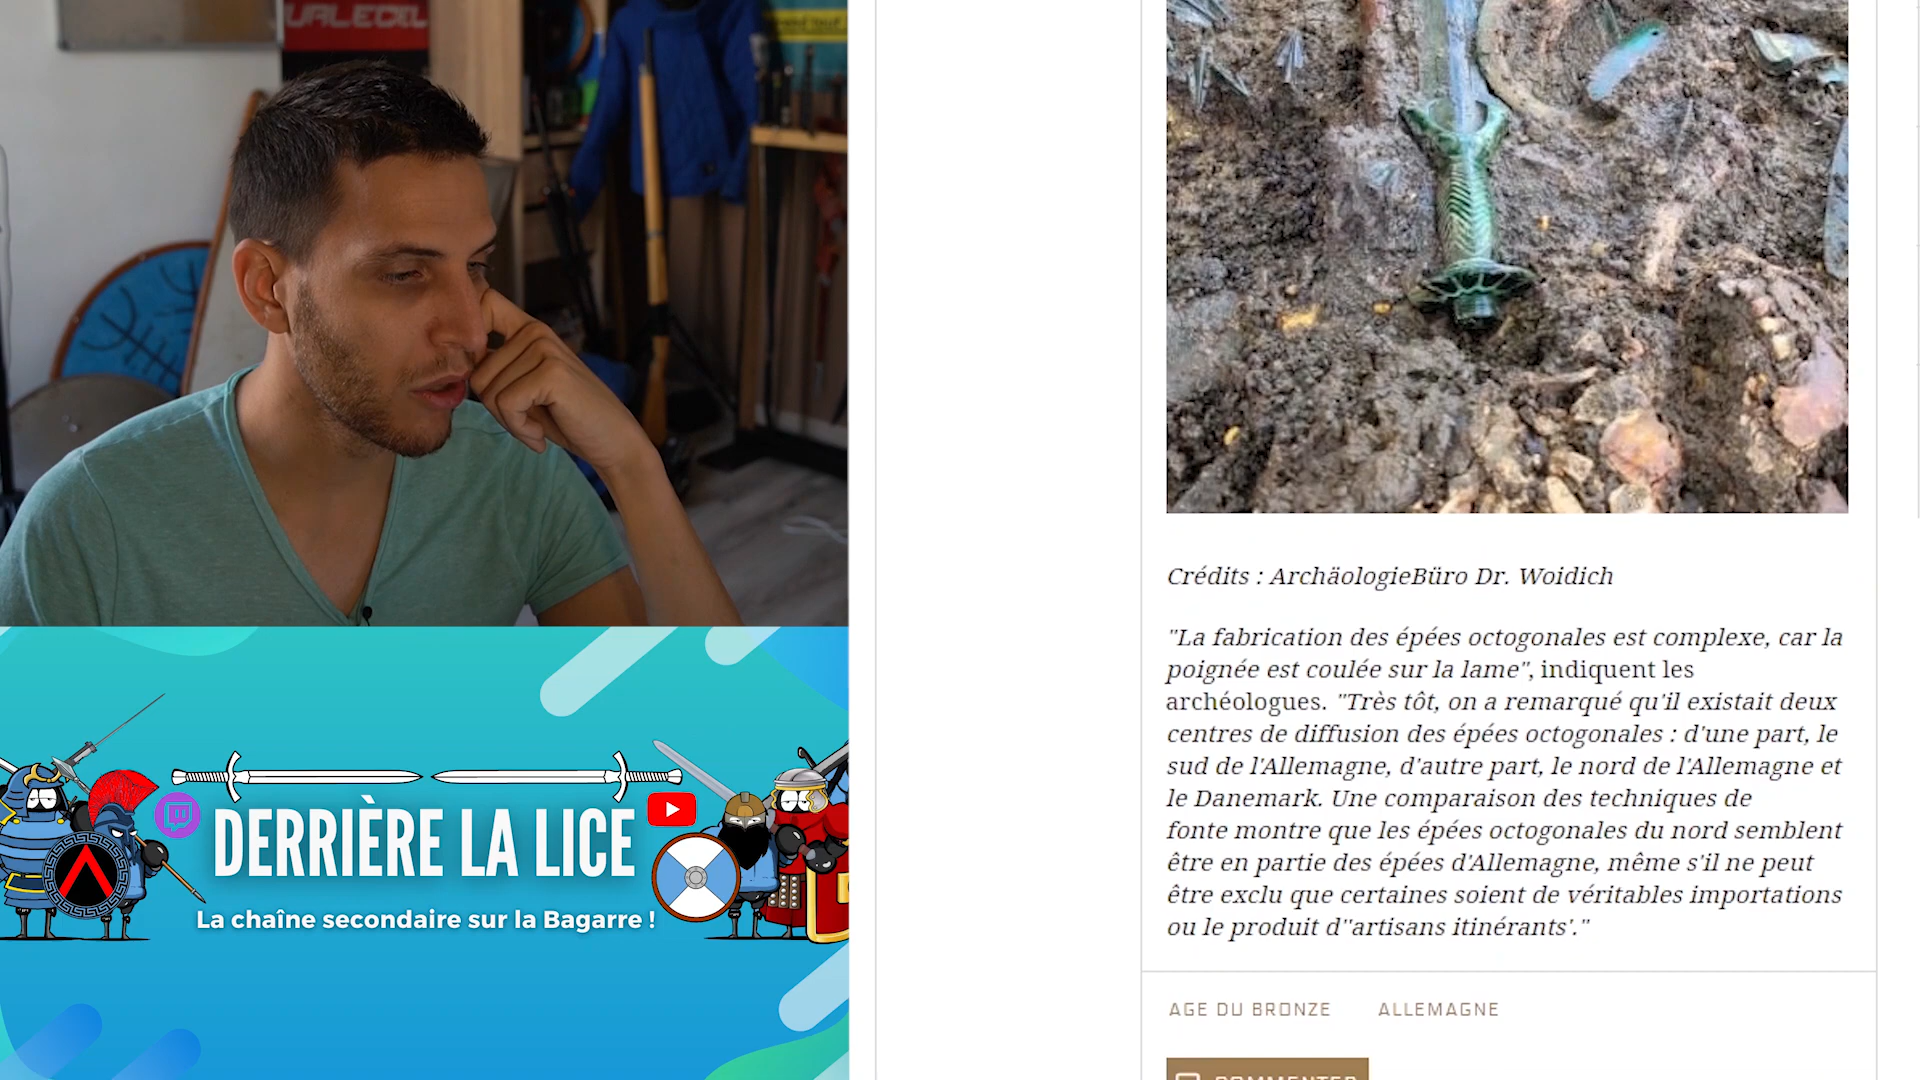 DERRIÈRE LA LICE
La chaîne secondaire sur la Bagarre !
Crédits : ArchäologieBüro Dr. Woidich
"La fabrication des épées octogonales est complexe, car la
poignée est coulée sur la lame", indiquent les
archéologues. "Très tôt, on a remarqué qu'il existait deux
centres de diffusion des épées octogonales : d'une part, le
sud de l'Allemagne, d'autre part, le nord de l'Allemagne et
le Danemark. Une comparaison des techniques de
fonte montre que les épées octogonales du nord semblent
être en partie des épées d'Allemagne, même s'il ne peut
être exclu que certaines soient de véritables importations
ou le produit d''artisans itinérants'."
AGE DU BRONZE ALLEMAGNE
COMMENTER